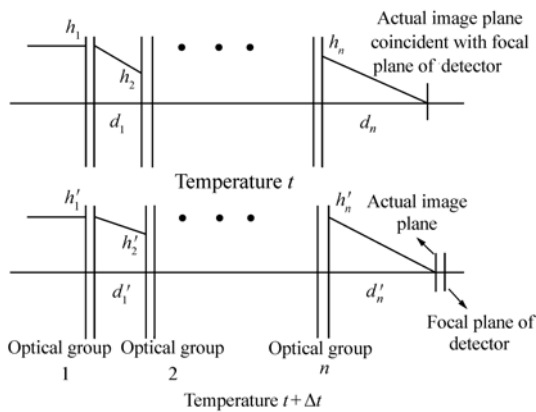 h₁
h₂
• • •
hₙ
Actual image plane
coincident with focal
plane of detector
d₁
dₙ
Temperature t
h′₁
h′₂
• • •
h′ₙ
Actual image
plane
d′₁
d′ₙ
Focal plane of
detector
Optical group
1
Optical group
2
Optical group
n
Temperature t + Δt